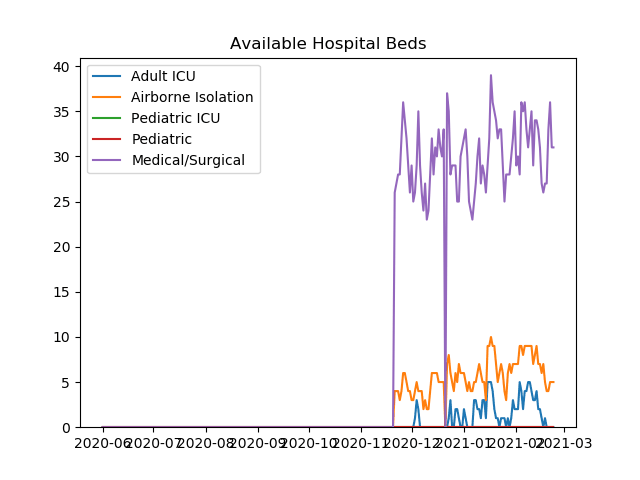 Available Hospital Beds
Adult ICU
Airborne Isolation
Pediatric ICU
Pediatric
Medical/Surgical
40
35
30
25
20
15
10
5
0
2020-06 2020-07 2020-08 2020-09 2020-10 2020-11 2020-12 2021-01 2021-02 2021-03